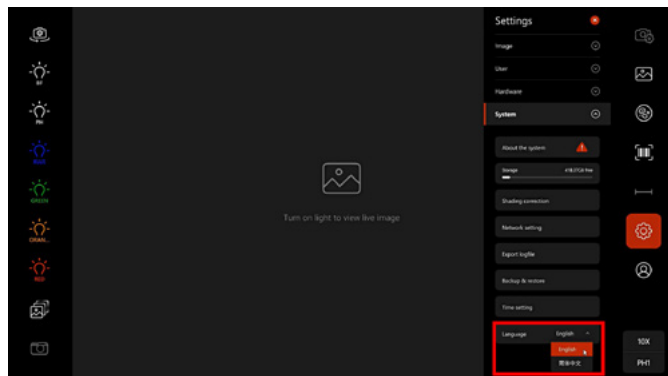 BF
PH
BLUE
GREEN
ORAN...
RED
Turn on light to view live image
Settings
Image
User
Hardware
System
About the system
Storage
Shading correction
Network setting
Export logfile
Backup & restore
Time setting
Language English
English
简体中文
10X
PH1